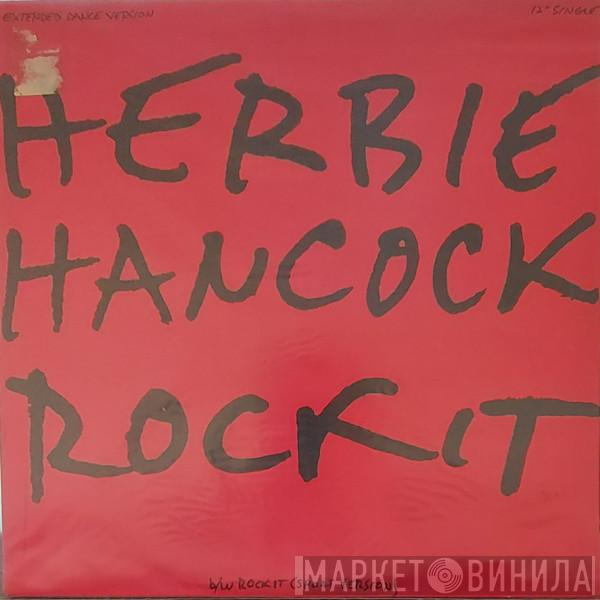 EXTENDED DANCE VERSION
12" SINGLE
HERBIE
HANCOCK
ROCKIT
b/w ROCKIT (SHORT VERSION)
МАРКЕТ ВИНИЛА